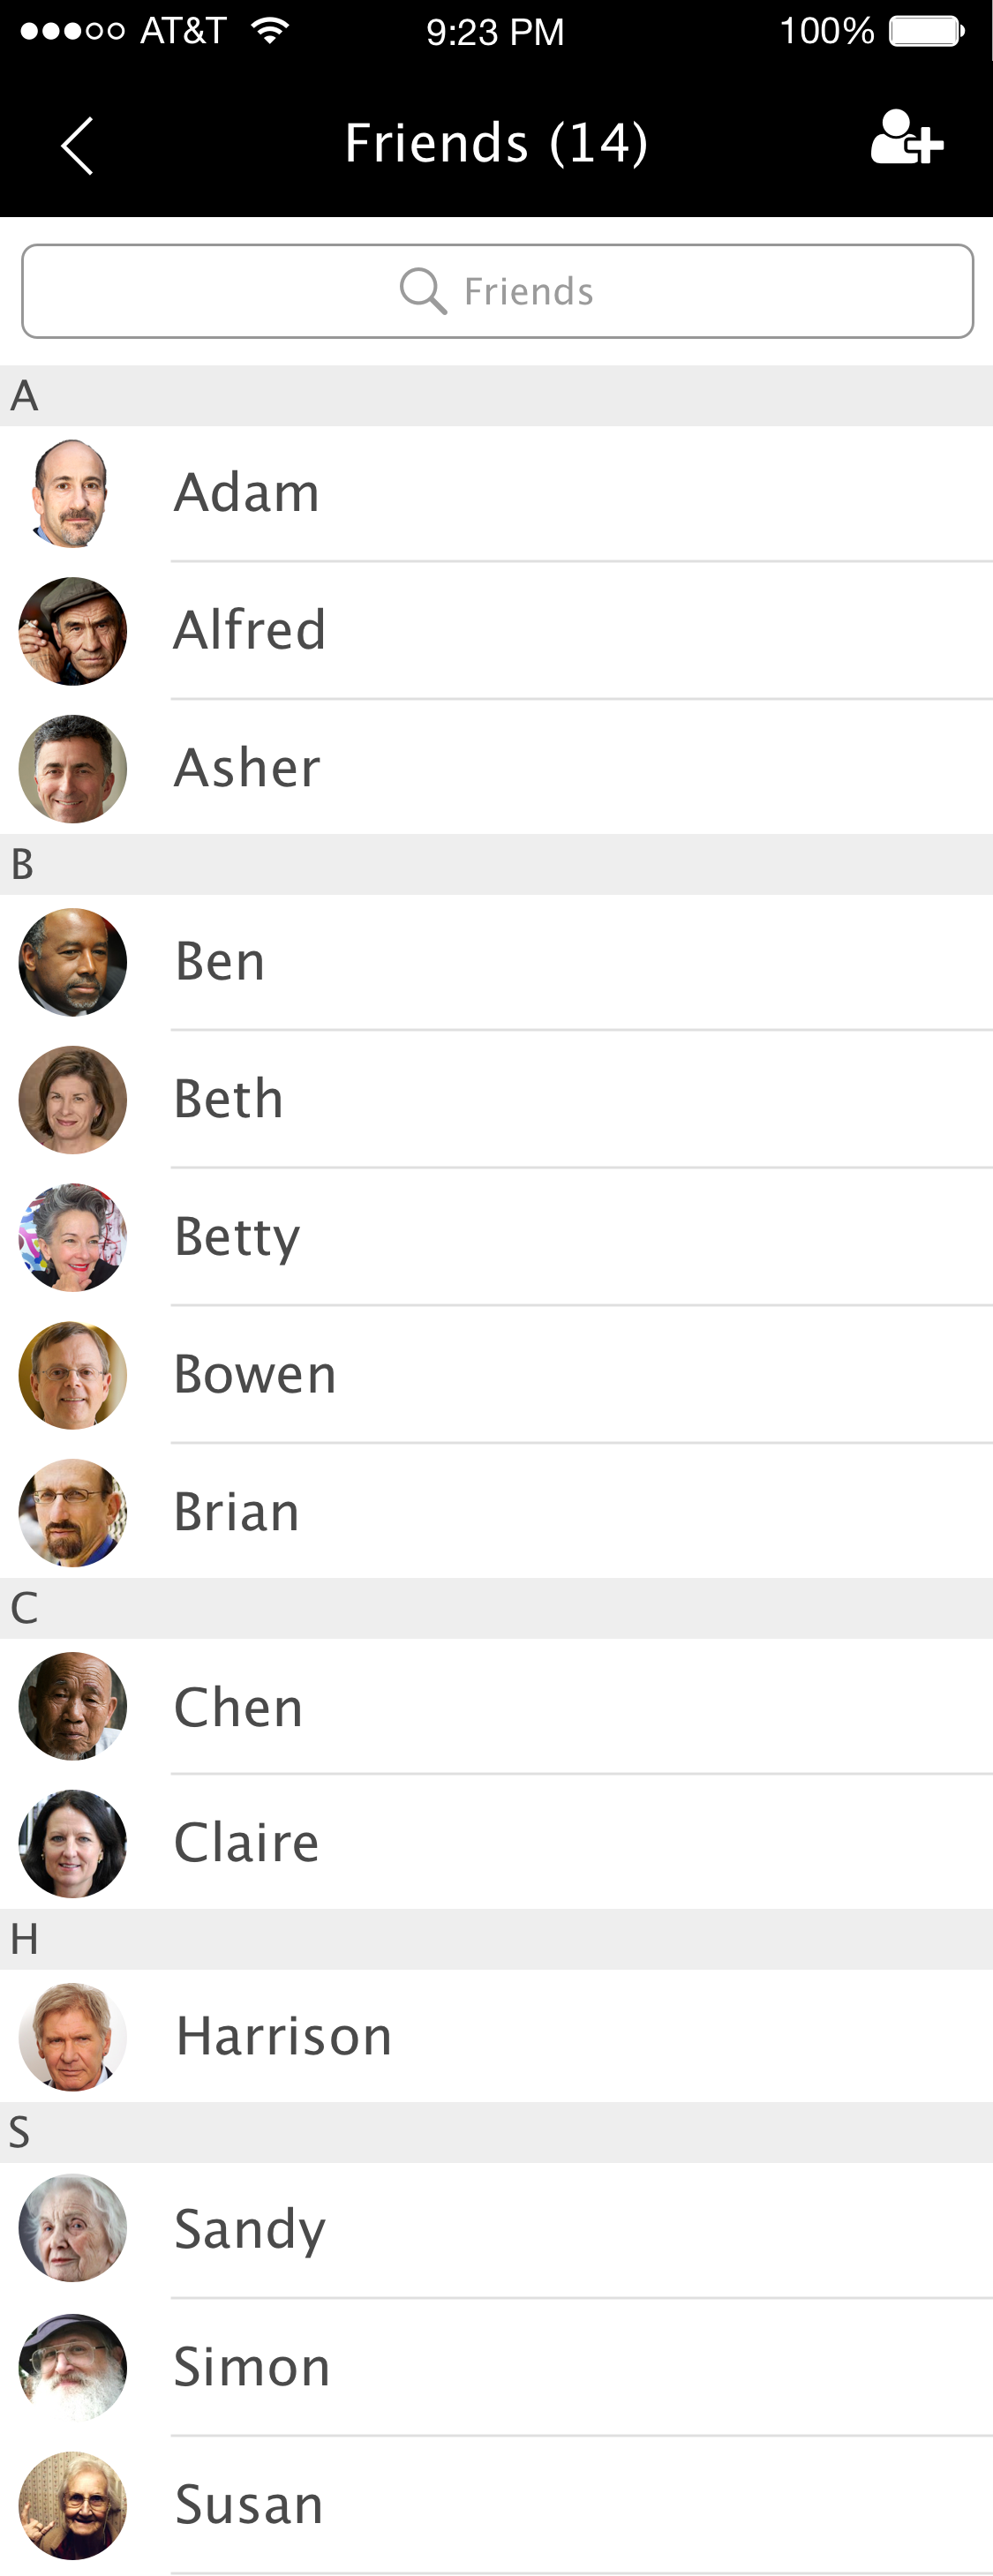 AT&T 9:23 PM 100%
Friends (14)
Friends
A
Adam
Alfred
Asher
B
Ben
Beth
Betty
Bowen
Brian
C
Chen
Claire
H
Harrison
S
Sandy
Simon
Susan